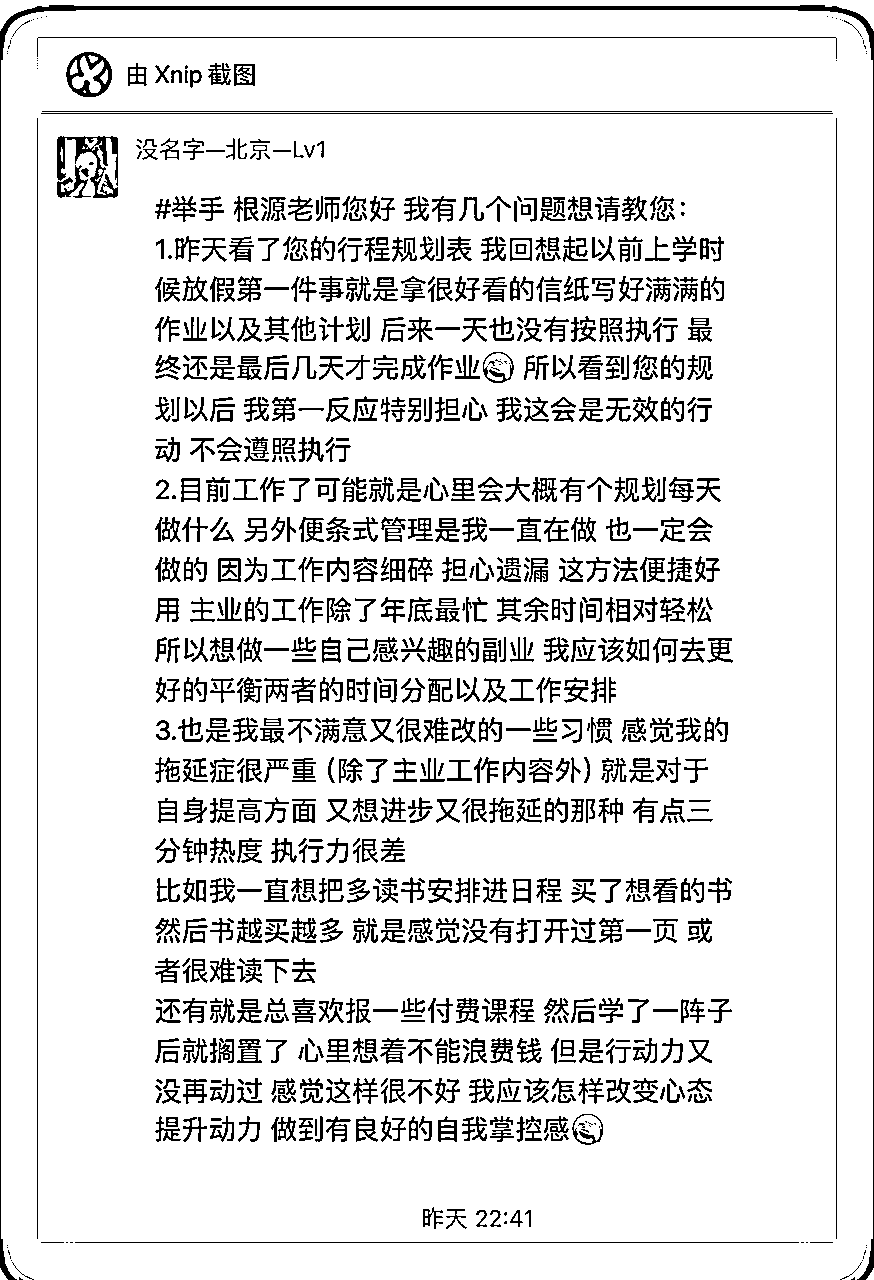 由 Xnip 截图
没名字—北京—Lv1
#举手 根源老师您好 我有几个问题想请教您：
1.昨天看了您的行程规划表 我回想起以前上学时
候放假第一件事就是拿很好看的信纸写好满满的
作业以及其他计划 后来一天也没有按照执行 最
终还是最后几天才完成作业 所以看到您的规
划以后 我第一反应特别担心 我这会是无效的行
动 不会遵照执行
2.目前工作了可能就是心里会大概有个规划每天
做什么 另外便条式管理是我一直在做 也一定会
做的 因为工作内容细碎 担心遗漏 这方法便捷好
用 主业的工作除了年底最忙 其余时间相对轻松
所以想做一些自己感兴趣的副业 我应该如何去更
好的平衡两者的时间分配以及工作安排
3.也是我最不满意又很难改的一些习惯 感觉我的
拖延症很严重（除了主业工作内容外）就是对于
自身提高方面 又想进步又很拖延的那种 有点三
分钟热度 执行力很差
比如我一直想把多读书安排进日程 买了想看的书
然后书越买越多 就是感觉没有打开过第一页 或
者很难读下去
还有就是总喜欢报一些付费课程 然后学了一阵子
后就搁置了 心里想着不能浪费钱 但是行动力又
没再动过 感觉这样很不好 我应该怎样改变心态
提升动力 做到有良好的自我掌控感
昨天 22:41